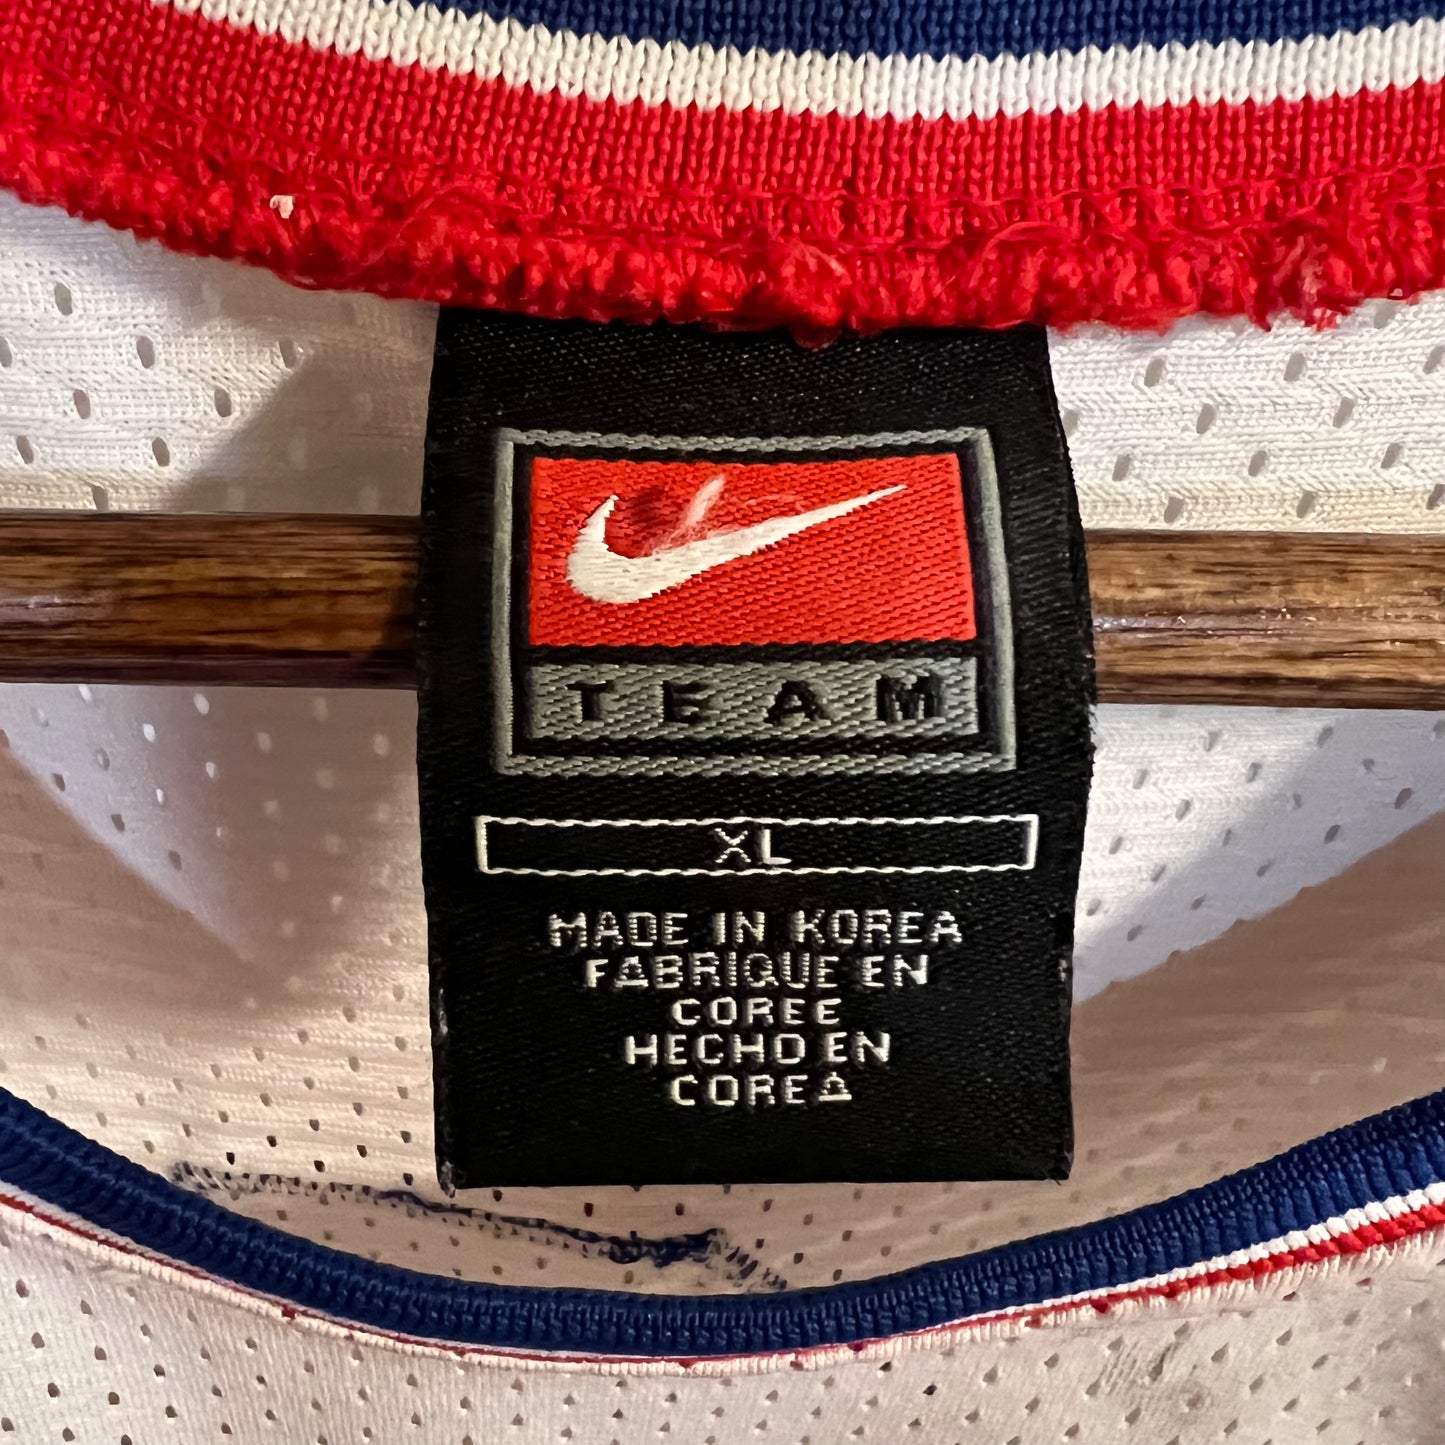 TEAM
XL
MADE IN KOREA
FABRIQUE EN
COREE
HECHO EN
COREA